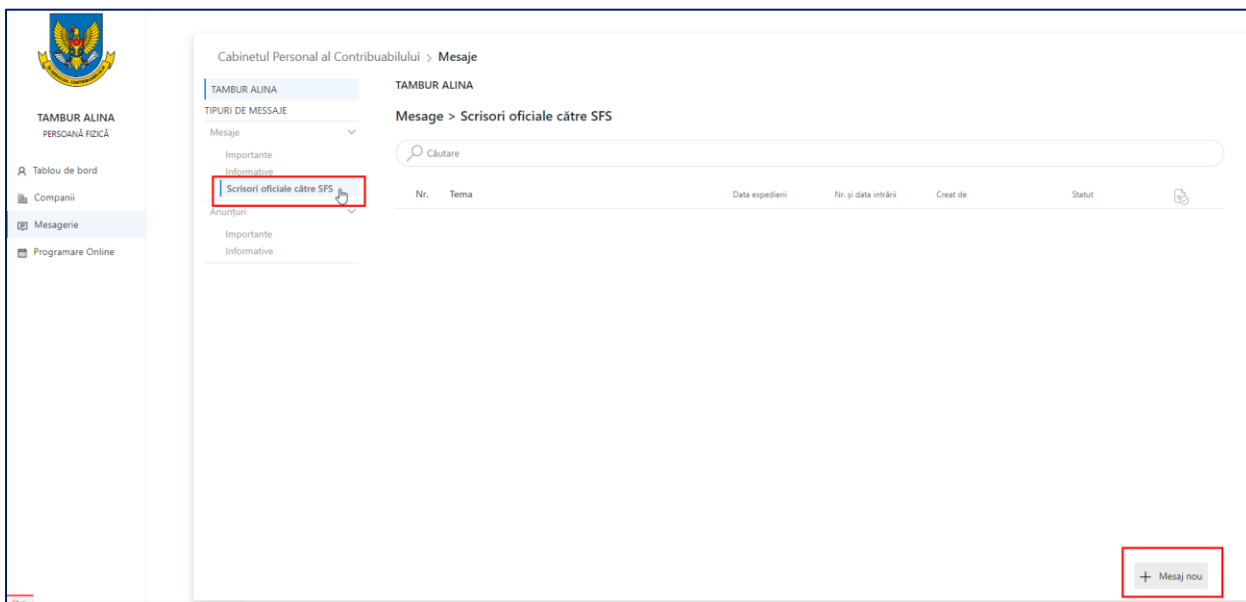 TAMBUR ALINA
PERSOANĂ FIZICĂ
Tablou de bord
Companii
Mesagerie
Programare Online
Cabinetul Personal al Contribuabilului > Mesaje
TAMBUR ALINA
TIPURI DE MESSAJE
Mesaje
Importante
Informative
Scrisori oficiale către SFS
Anunțuri
Importante
Informative
TAMBUR ALINA
Mesage > Scrisori oficiale către SFS
Căutare
Nr. Tema Data expedierii Nr. și data intrării Creat de Statut
+ Mesaj nou